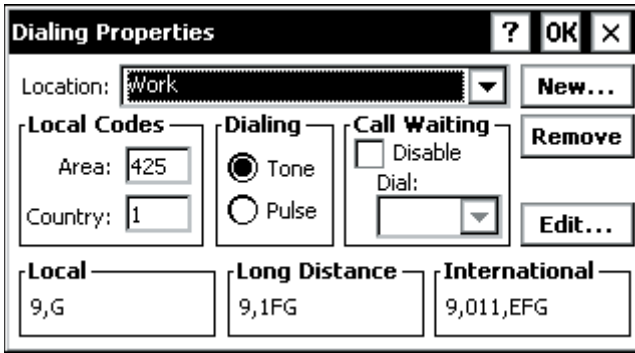 Dialing Properties ? OK ×
Location: Work New...
Local Codes Dialing Call Waiting Remove
Area: 425 Tone Disable
Dial:
Country: 1 Pulse Edit...
Local Long Distance International
9,G 9,1FG 9,011,EFG